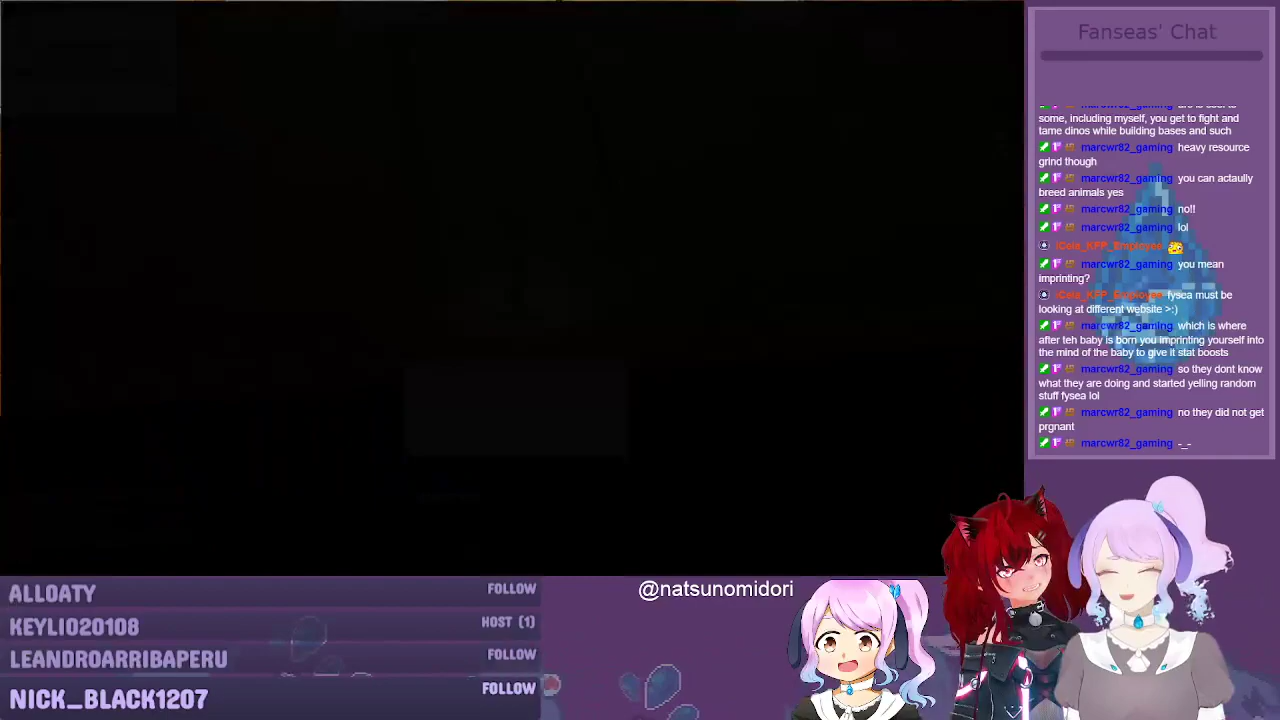 Fanseas' Chat
some, including myself, you get to fight and
tame dinos while building bases and such
marcwr82_gaming heavy resource
grind though
marcwr82_gaming you can actaully
breed animals yes
marcwr82_gaming no!!
marcwr82_gaming lol
iCela_KFP_Employee
marcwr82_gaming you mean
imprinting?
iCela_KFP_Employee fysea must be
looking at different website >:)
marcwr82_gaming which is where
after teh baby is born you imprinting yourself into
the mind of the baby to give it stat boosts
marcwr82_gaming so they dont know
what they are doing and started yelling random
stuff fysea lol
marcwr82_gaming no they did not get
prgnant
marcwr82_gaming -_-
ALLOATY FOLLOW
KEYLIO20108 HOST (1)
LEANDROARRIBAPERU FOLLOW
NICK_BLACK1207 FOLLOW
@natsunomidori